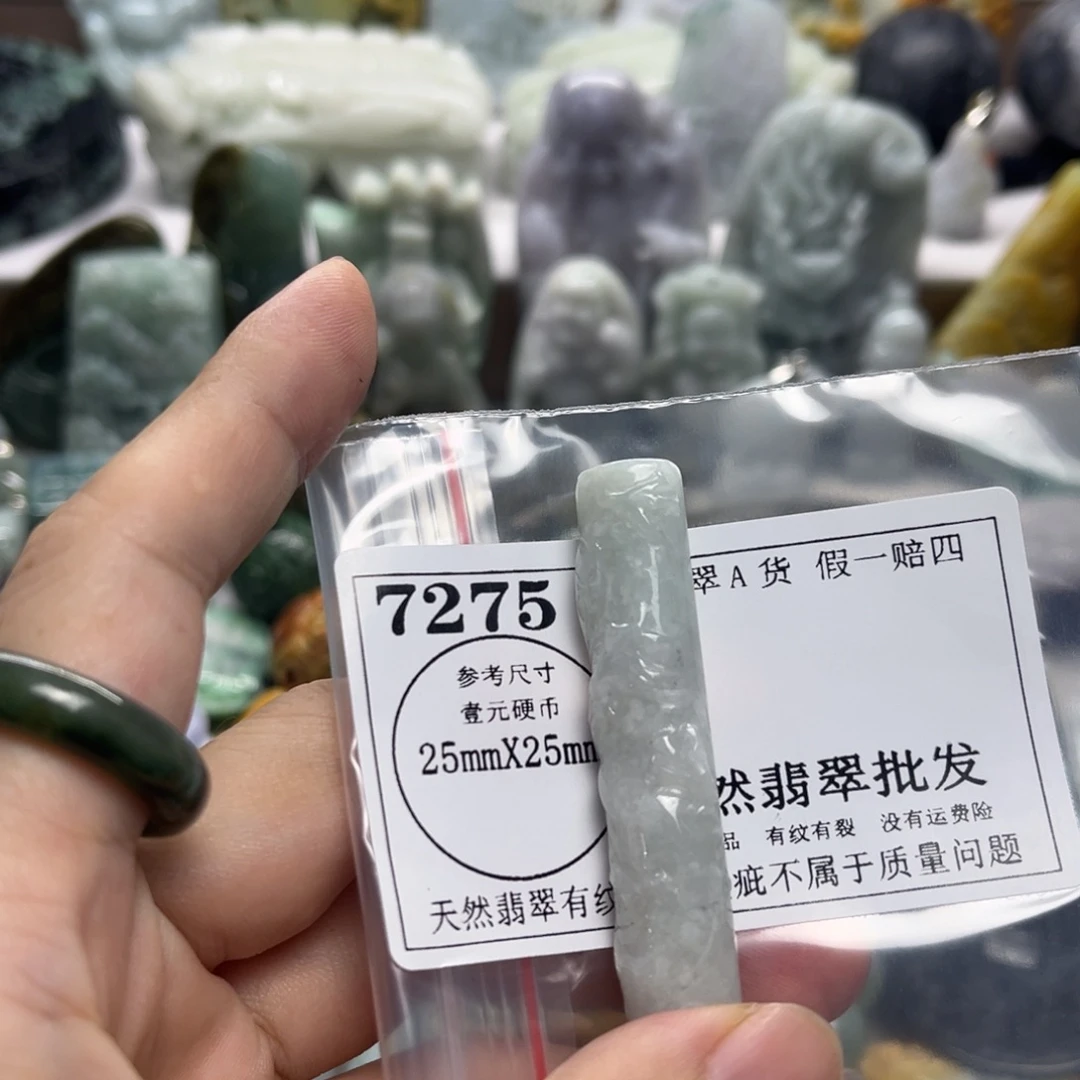 7275
翠A货 假一赔四
参考尺寸
壹元硬币
25mmX25mm
然翡翠批发
品 有纹有裂 没有运费险
天然翡翠有纹 疵不属于质量问题